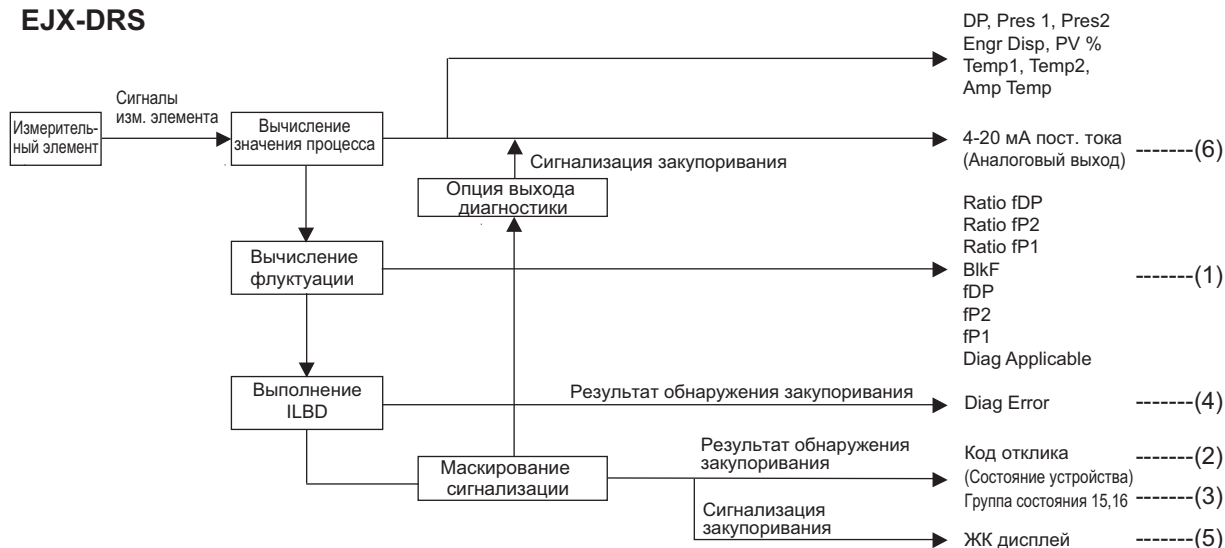 EJX-DRS
DP, Pres 1, Pres2
Engr Disp, PV %
Temp1, Temp2,
Amp Temp
Сигналы
изм. элемента
Измеритель-
ный элемент
Вычисление
значения процесса
4-20 мА пост. тока
(Аналоговый выход)
-------(6)
Сигнализация закупоривания
Опция выхода
диагностики
Вычисление
флуктуации
Ratio fDP
Ratio fP2
Ratio fP1
BlkF
fDP
fP2
fP1
Diag Applicable
-------(1)
Выполнение
ILBD
Результат обнаружения закупоривания
Diag Error
-------(4)
Маскирование
сигнализации
Результат обнаружения
закупоривания
Код отклика
-------(2)
(Состояние устройства)
Группа состояния 15,16
-------(3)
Сигнализация
закупоривания
ЖК дисплей
-------(5)